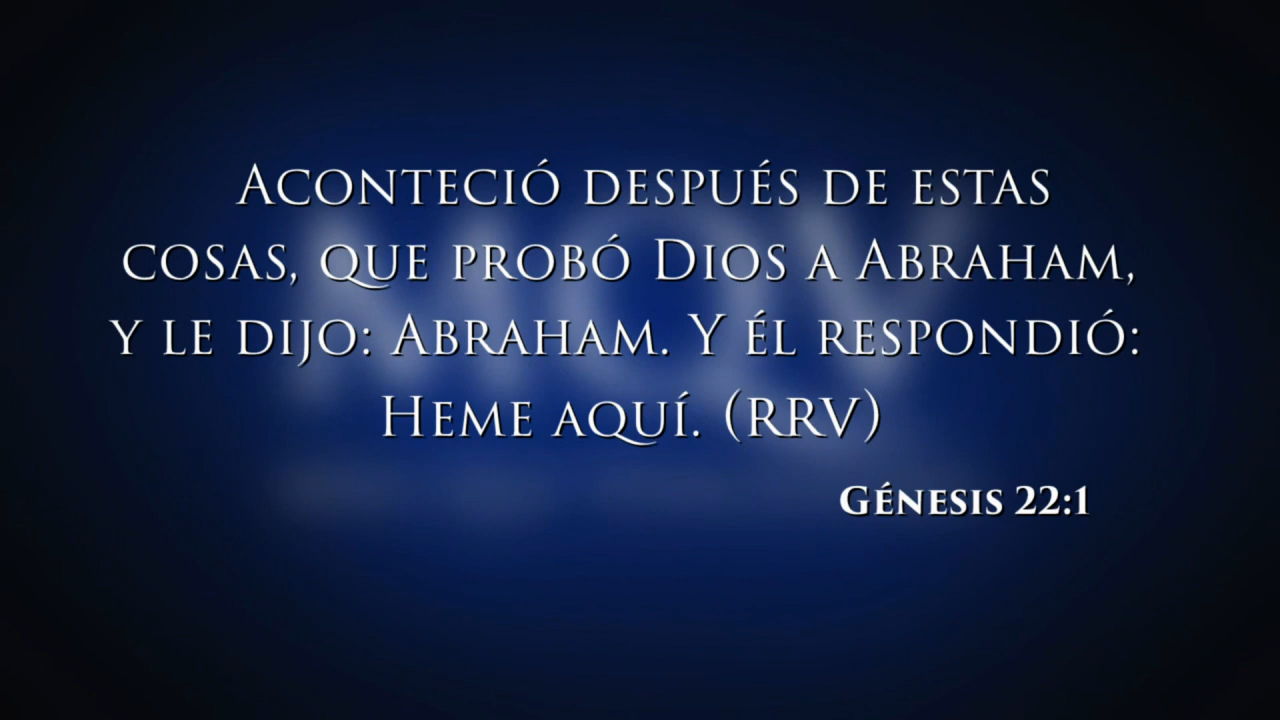 Aconteció después de estas
cosas, que probó Dios a Abraham,
y le dijo: Abraham. Y él respondió:
Heme aquí. (RRV)
Génesis 22:1